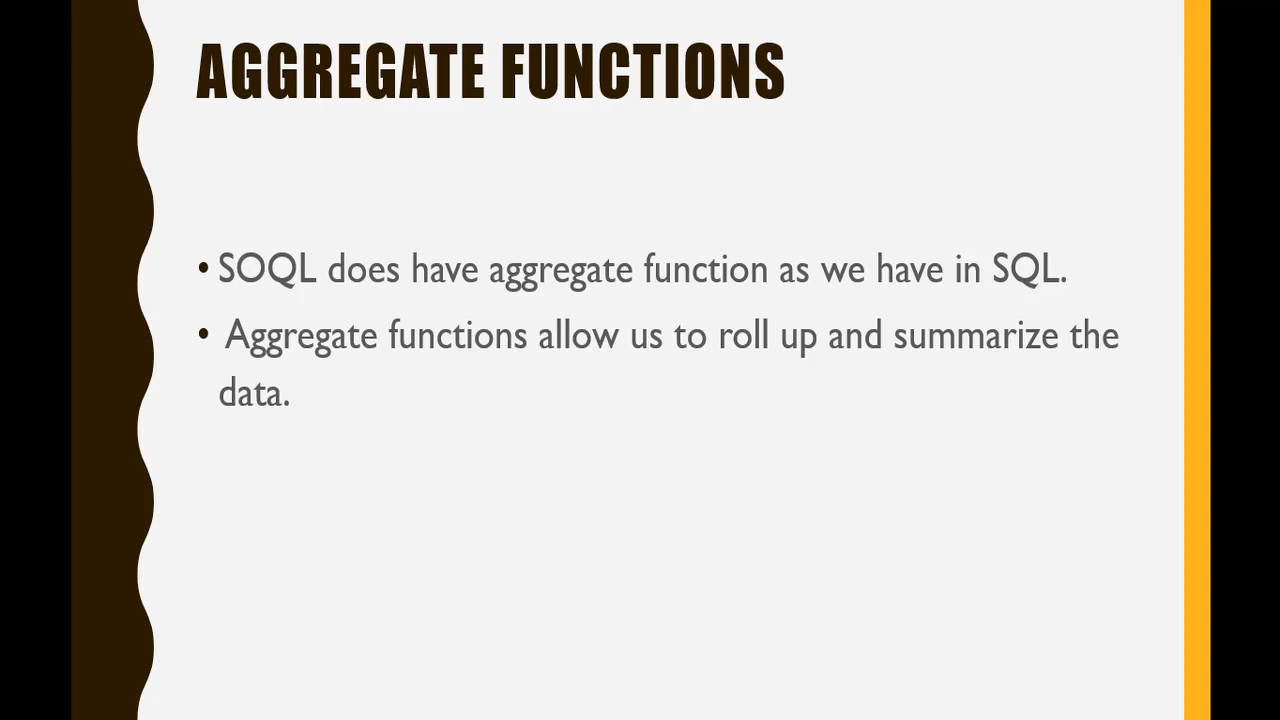 AGGREGATE FUNCTIONS
• SOQL does have aggregate function as we have in SQL.
• Aggregate functions allow us to roll up and summarize the
data.